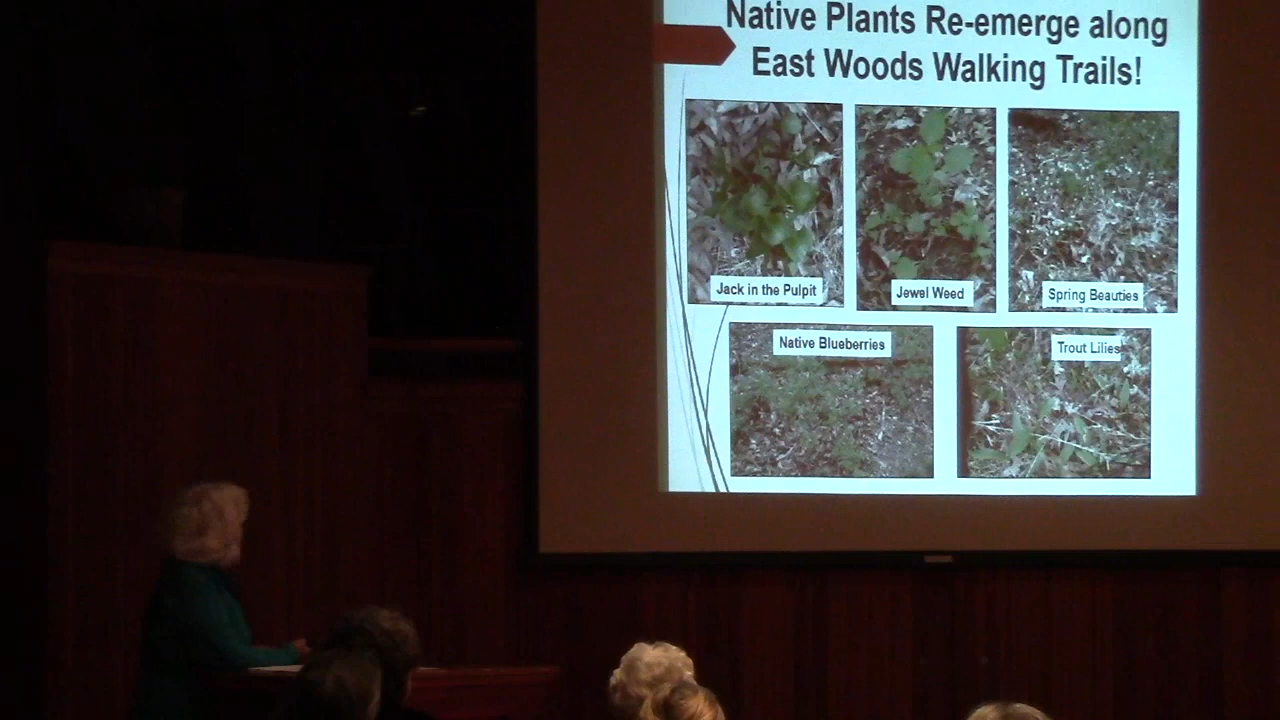 Native Plants Re-emerge along
East Woods Walking Trails!
Jack in the Pulpit
Jewel Weed
Spring Beauties
Native Blueberries
Trout Lilies